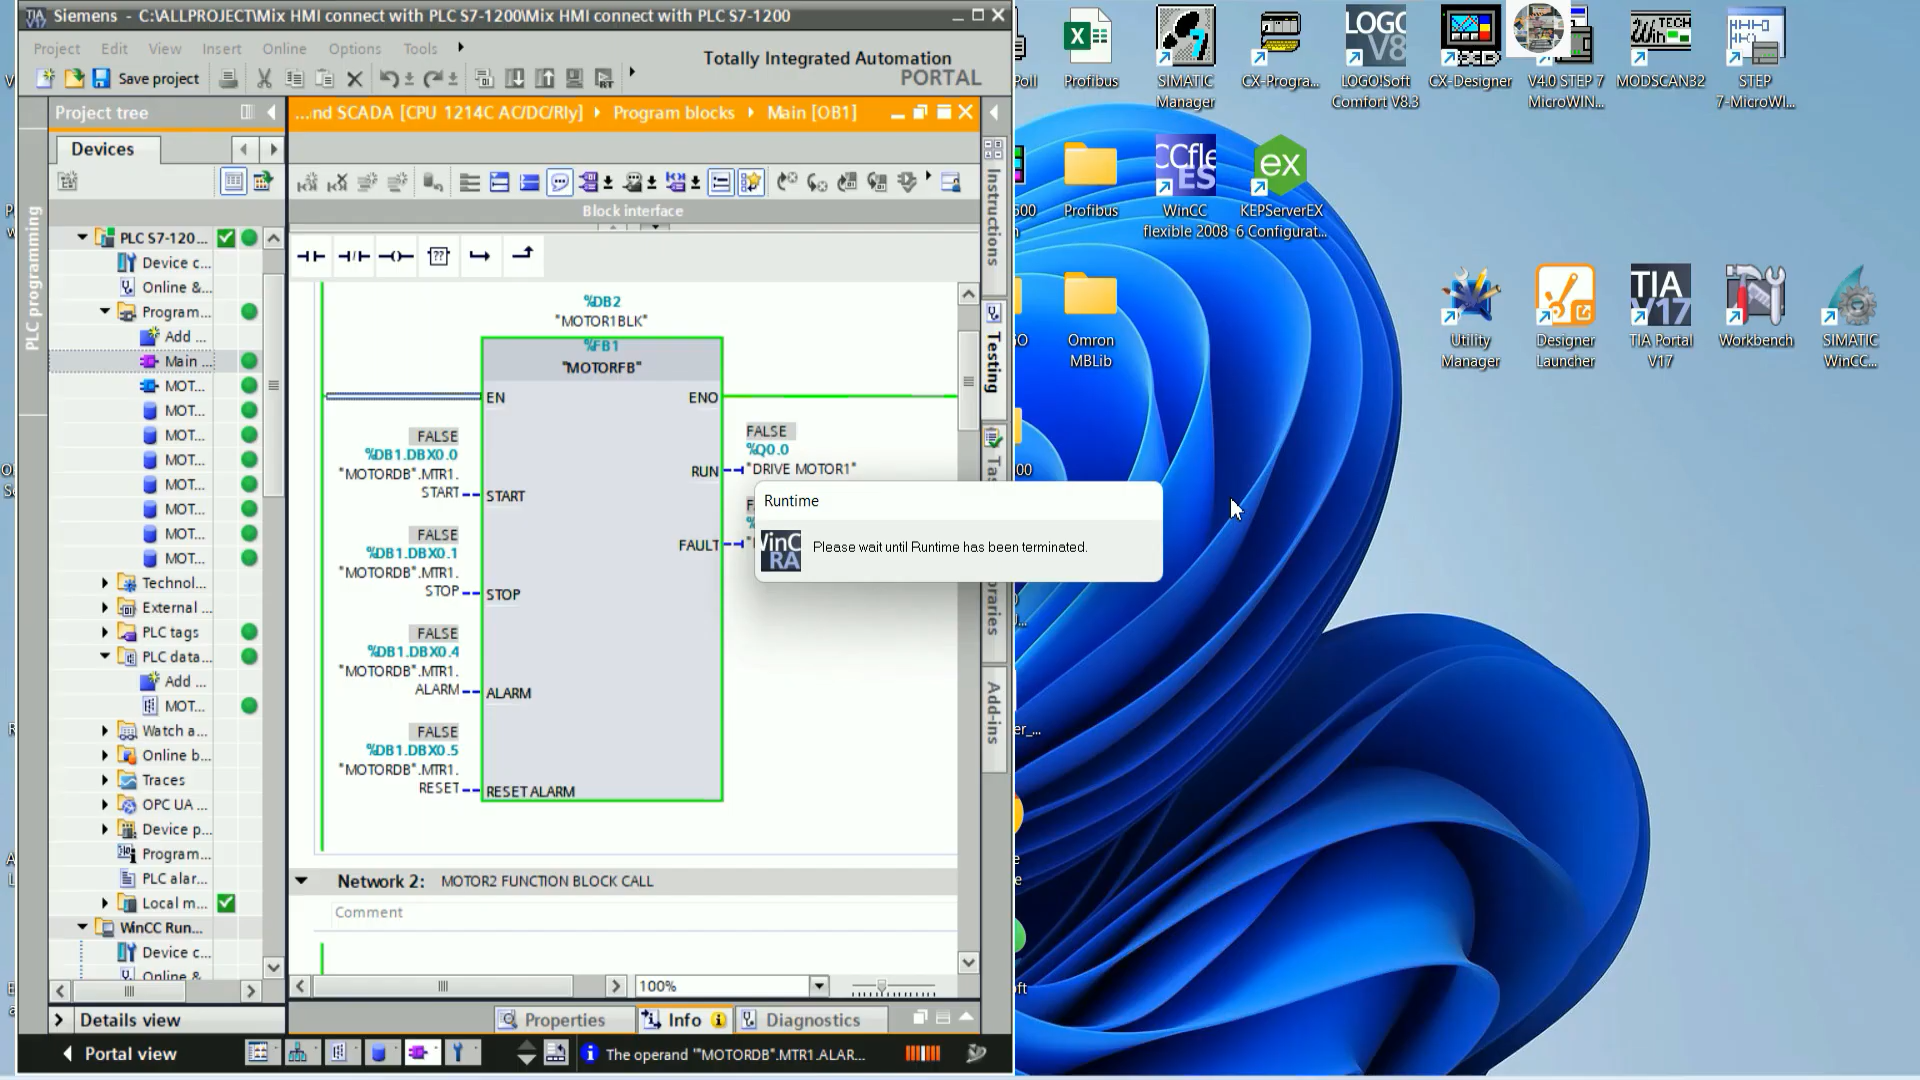 Siemens - C:\ALLPROJECT\Mix HMI connect with PLC S7-1200\Mix HMI connect with PLC S7-1200
Project Edit View Insert Online Options Tools
Totally Integrated Automation
PORTAL
Save project
Project tree
...nd SCADA [CPU 1214C AC/DC/Rly] Program blocks Main [OB1]
Devices
Block interface
PLC programming
PLC S7-120...
Device c...
Online &...
Program...
Add ...
Main ...
MOT...
MOT...
MOT...
MOT...
MOT...
MOT...
MOT...
MOT...
Technol...
External ...
PLC tags
PLC data...
Add ...
MOT...
Watch a...
Online b...
Traces
OPC UA ...
Device p...
Program...
PLC alar...
Local m...
WinCC Run...
Device c...
Online &
Details view
Portal view
%DB2
"MOTOR1BLK"
%FB1
"MOTORFB"
EN
ENO
FALSE
%DB1.DBX0.0
"MOTORDB".MTR1.
START
START
FALSE
%Q0.0
"DRIVE MOTOR1"
RUN
FAULT
FALSE
%DB1.DBX0.1
"MOTORDB".MTR1.
STOP
STOP
FALSE
%DB1.DBX0.4
"MOTORDB".MTR1.
ALARM
ALARM
FALSE
%DB1.DBX0.5
"MOTORDB".MTR1.
RESET
RESET ALARM
Network 2: MOTOR2 FUNCTION BLOCK CALL
Comment
100%
Properties
Info
Diagnostics
The operand '"MOTORDB".MTR1.ALAR...
Instructions
Testing
Add-ins
Runtime
WinC
RA
Please wait until Runtime has been terminated.
Poll
Profibus
SIMATIC
Manager
CX-Progra...
LOGO!Soft
Comfort V8.3
CX-Designer
V4.0 STEP 7
MicroWIN...
MODSCAN32
STEP
7-MicroWI...
Profibus
WinCC
flexible 2008
KEPServerEX
6 Configurat...
Omron
MBLib
Utility
Manager
Designer
Launcher
TIA Portal
V17
Workbench
SIMATIC
WinCC...